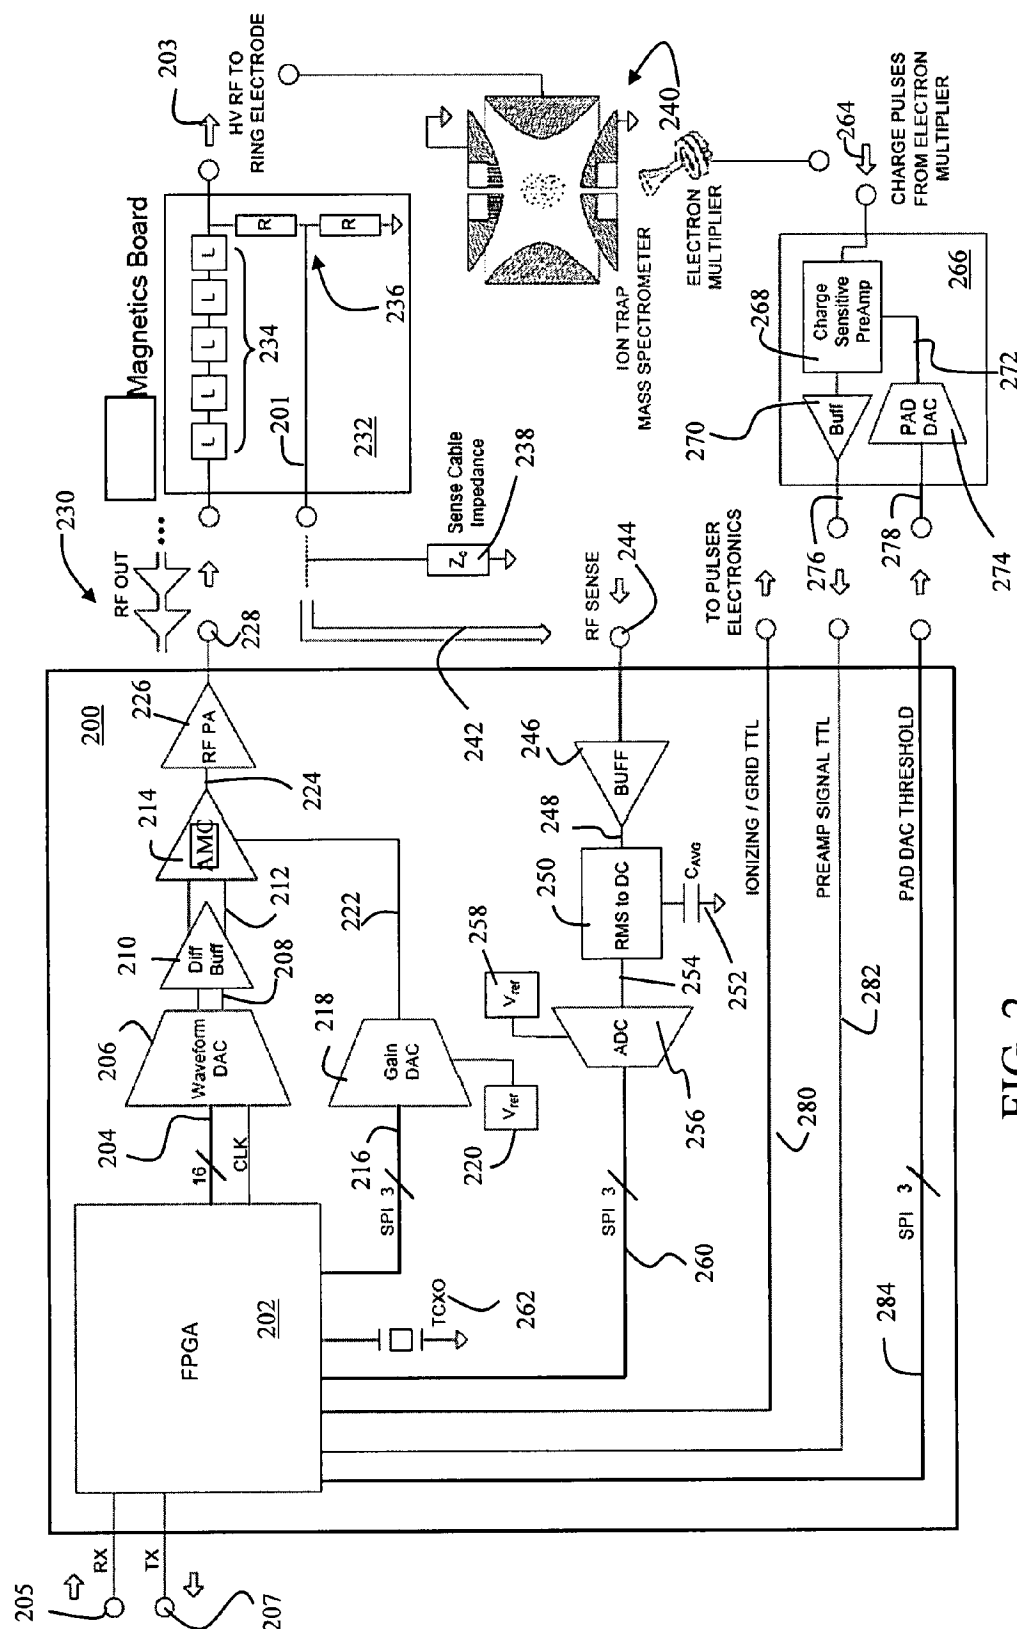 205
RX
TX
207
FPGA
202
16
204
CLK
206
Waveform
DAC
208
210
Diff
Buff
212
214
AMC
224
226
RF PA
200
228
230
RF OUT
Magnetics Board
L
L
L
L
L
234
R
R
236
201
232
203
HV RF TO
RING ELECTRODE
Sense Cable
Impedance
Z
238
242
SPI 3
216
218
Gain
DAC
Vref
220
222
TCXO
262
SPI 3
260
ADC
256
Vref
258
254
RMS to DC
250
CAVG
252
248
BUFF
246
RF SENSE
244
ION TRAP
MASS SPECTROMETER
240
ELECTRON
MULTIPLIER
264
CHARGE PULSES
FROM ELECTRON
MULTIPLIER
280
IONIZING / GRID TTL
TO PULSER
ELECTRONICS
282
PREAMP SIGNAL TTL
276
270
Buff
268
Charge
Sensitive
PreAmp
266
272
PAD
DAC
274
278
284
SPI 3
PAD DAC THRESHOLD